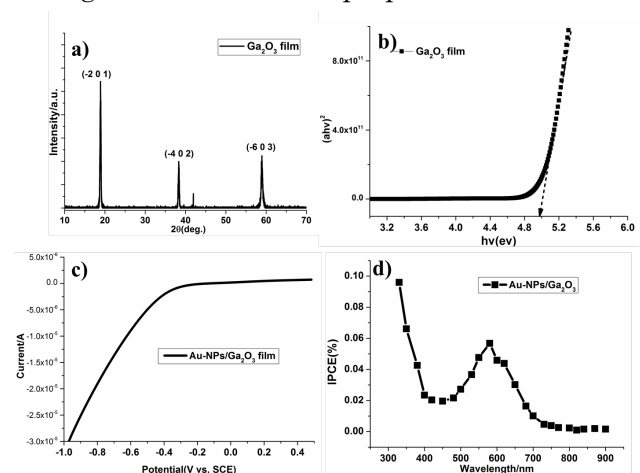 a)
Ga₂O₃ film
(-2 0 1)
(-4 0 2)
(-6 0 3)
Intensity/a.u.
10 20 30 40 50 60 70
2θ(deg.)
b)
Ga₂O₃ film
8.0x10¹¹
4.0x10¹¹
0.0
(ahv)²
3.2 3.6 4.0 4.4 4.8 5.2 5.6 6.0
hv(ev)
c)
5.0x10⁻⁶
0.0
-5.0x10⁻⁶
-1.0x10⁻⁵
-1.5x10⁻⁵
-2.0x10⁻⁵
-2.5x10⁻⁵
-3.0x10⁻⁵
Current/A
Au-NPs/Ga₂O₃ film
-1.0 -0.8 -0.6 -0.4 -0.2 0.0 0.2 0.4
Potential(V vs. SCE)
d)
Au-NPs/Ga₂O₃
0.10
0.08
0.06
0.04
0.02
0.00
IPCE(%)
300 400 500 600 700 800 900
Wavelength/nm